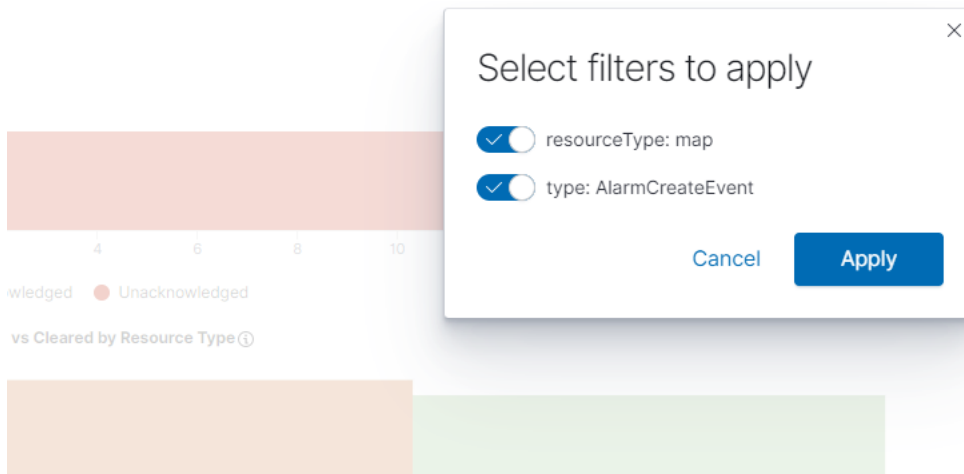 Select filters to apply
resourceType: map
type: AlarmCreateEvent
Cancel
Apply
4 6 8 10
wledged Unacknowledged
vs Cleared by Resource Type